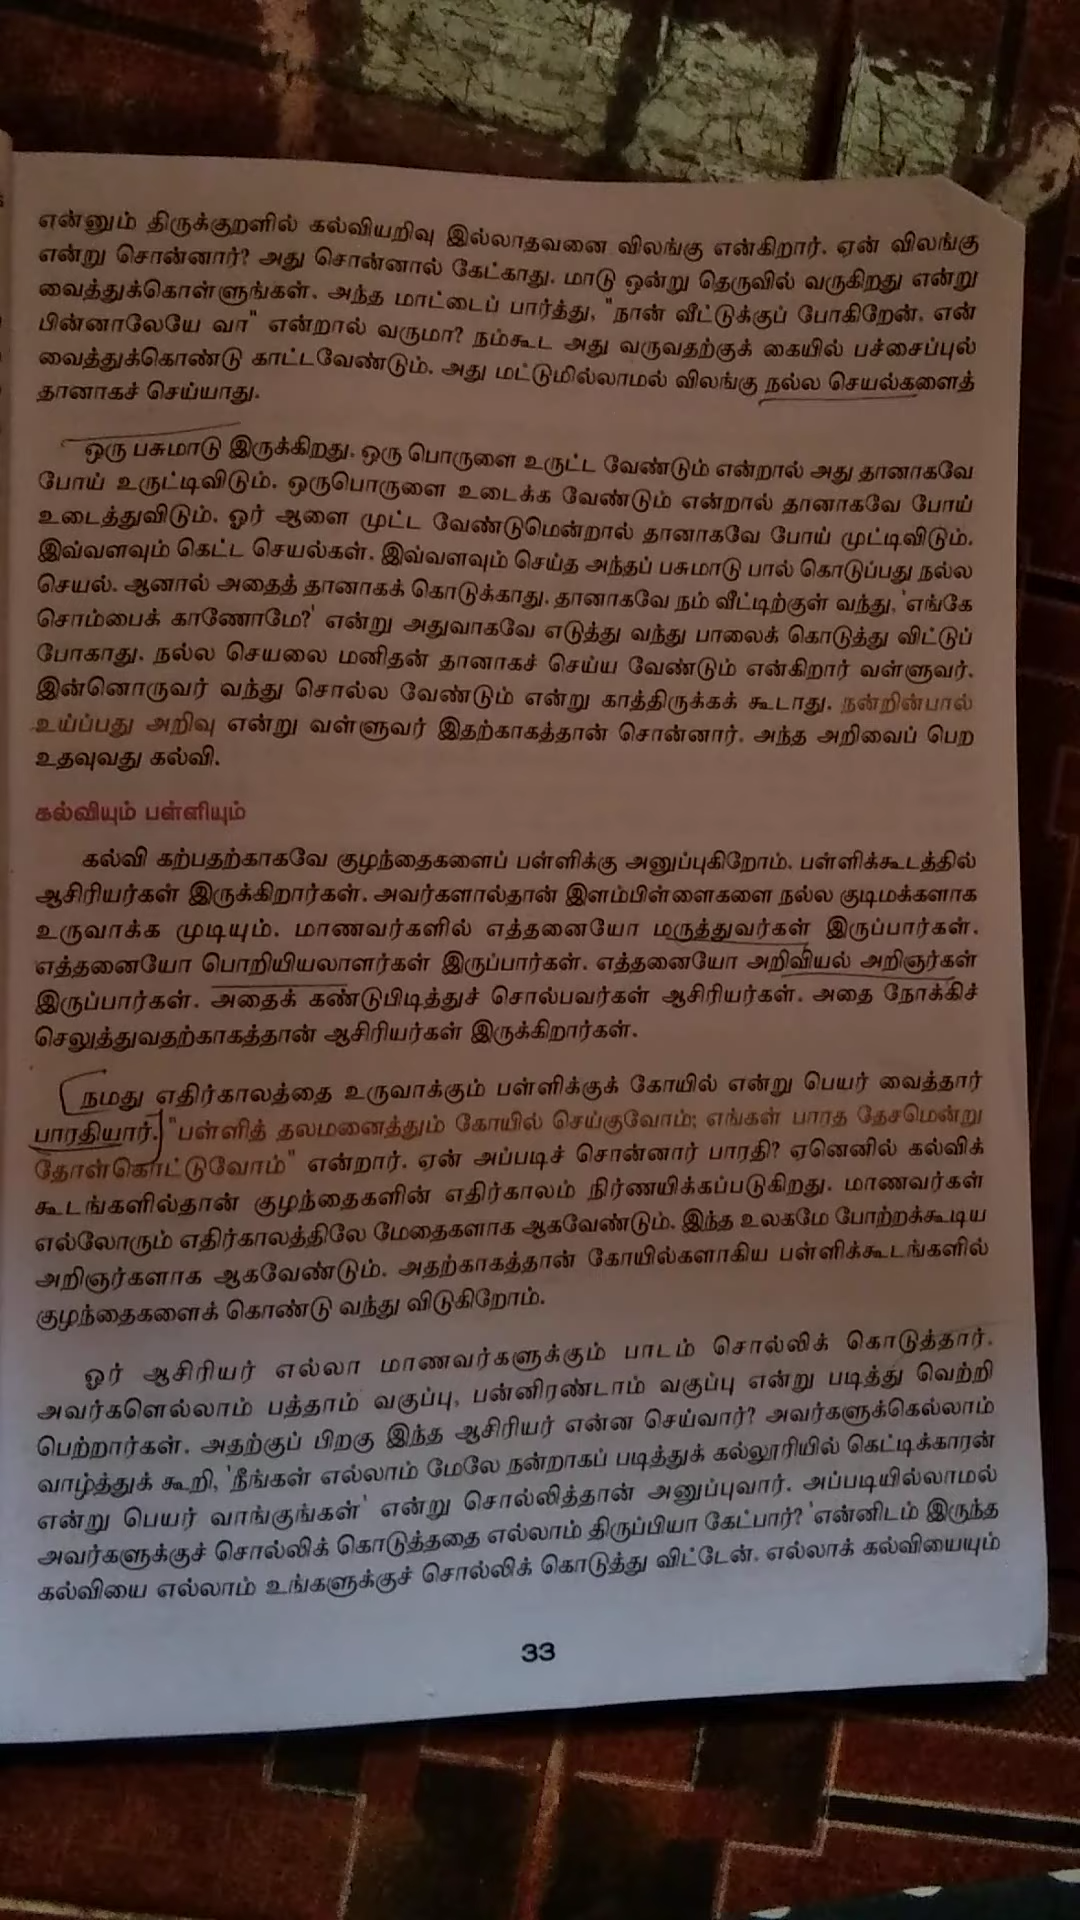 என்னும் திருக்குறளில் கல்வியறிவு இல்லாதவனை விலங்கு என்கிறார். ஏன் விலங்கு
என்று சொன்னார்? அது சொன்னால் கேட்காது. மாடு ஒன்று தெருவில் வருகிறது என்று
வைத்துக்கொள்ளுங்கள். அந்த மாட்டைப் பார்த்து, "நான் வீட்டுக்குப் போகிறேன். என்
பின்னாலேயே வா" என்றால் வருமா? நம்கூட அது வருவதற்குக் கையில் பச்சைப்புல்
வைத்துக்கொண்டு காட்டவேண்டும். அது மட்டுமில்லாமல் விலங்கு நல்ல செயல்களைத்
தானாகச் செய்யாது.
ஒரு பசுமாடு இருக்கிறது. ஒரு பொருளை உருட்ட வேண்டும் என்றால் அது தானாகவே
போய் உருட்டிவிடும். ஒருபொருளை உடைக்க வேண்டும் என்றால் தானாகவே போய்
உடைத்துவிடும். ஓர் ஆளை முட்ட வேண்டுமென்றால் தானாகவே போய் முட்டிவிடும்.
இவ்வளவும் கெட்ட செயல்கள். இவ்வளவும் செய்த அந்தப் பசுமாடு பால் கொடுப்பது நல்ல
செயல். ஆனால் அதைத் தானாகக் கொடுக்காது. தானாகவே நம் வீட்டிற்குள் வந்து, 'எங்கே
சொம்பைக் காணோமே?' என்று அதுவாகவே எடுத்து வந்து பாலைக் கொடுத்து விட்டுப்
போகாது. நல்ல செயலை மனிதன் தானாகச் செய்ய வேண்டும் என்கிறார் வள்ளுவர்.
இன்னொருவர் வந்து சொல்ல வேண்டும் என்று காத்திருக்கக் கூடாது. நன்றின்பால்
உய்ப்பது அறிவு என்று வள்ளுவர் இதற்காகத்தான் சொன்னார். அந்த அறிவைப் பெற
உதவுவது கல்வி.
கல்வியும் பள்ளியும்
கல்வி கற்பதற்காகவே குழந்தைகளைப் பள்ளிக்கு அனுப்புகிறோம். பள்ளிக்கூடத்தில்
ஆசிரியர்கள் இருக்கிறார்கள். அவர்களால்தான் இளம்பிள்ளைகளை நல்ல குடிமக்களாக
உருவாக்க முடியும். மாணவர்களில் எத்தனையோ மருத்துவர்கள் இருப்பார்கள்.
எத்தனையோ பொறியியலாளர்கள் இருப்பார்கள். எத்தனையோ அறிவியல் அறிஞர்கள்
இருப்பார்கள். அதைக் கண்டுபிடித்துச் சொல்பவர்கள் ஆசிரியர்கள். அதை நோக்கிச்
செலுத்துவதற்காகத்தான் ஆசிரியர்கள் இருக்கிறார்கள்.
நமது எதிர்காலத்தை உருவாக்கும் பள்ளிக்குக் கோயில் என்று பெயர் வைத்தார்
பாரதியார். "பள்ளித் தலமனைத்தும் கோயில் செய்குவோம்; எங்கள் பாரத தேசமென்று
தோள்கொட்டுவோம்" என்றார். ஏன் அப்படிச் சொன்னார் பாரதி? ஏனெனில் கல்விக்
கூடங்களில்தான் குழந்தைகளின் எதிர்காலம் நிர்ணயிக்கப்படுகிறது. மாணவர்கள்
எல்லோரும் எதிர்காலத்திலே மேதைகளாக ஆகவேண்டும். இந்த உலகமே போற்றக்கூடிய
அறிஞர்களாக ஆகவேண்டும். அதற்காகத்தான் கோயில்களாகிய பள்ளிக்கூடங்களில்
குழந்தைகளைக் கொண்டு வந்து விடுகிறோம்.
ஓர் ஆசிரியர் எல்லா மாணவர்களுக்கும் பாடம் சொல்லிக் கொடுத்தார்.
அவர்களெல்லாம் பத்தாம் வகுப்பு, பன்னிரண்டாம் வகுப்பு என்று படித்து வெற்றி
பெற்றார்கள். அதற்குப் பிறகு இந்த ஆசிரியர் என்ன செய்வார்? அவர்களுக்கெல்லாம்
வாழ்த்துக் கூறி, 'நீங்கள் எல்லாம் மேலே நன்றாகப் படித்துக் கல்லூரியில் கெட்டிக்காரன்
என்று பெயர் வாங்குங்கள்' என்று சொல்லித்தான் அனுப்புவார். அப்படியில்லாமல்
அவர்களுக்குச் சொல்லிக் கொடுத்ததை எல்லாம் திருப்பியா கேட்பார்? 'என்னிடம் இருந்த
கல்வியை எல்லாம் உங்களுக்குச் சொல்லிக் கொடுத்து விட்டேன். எல்லாக் கல்வியையும்
33